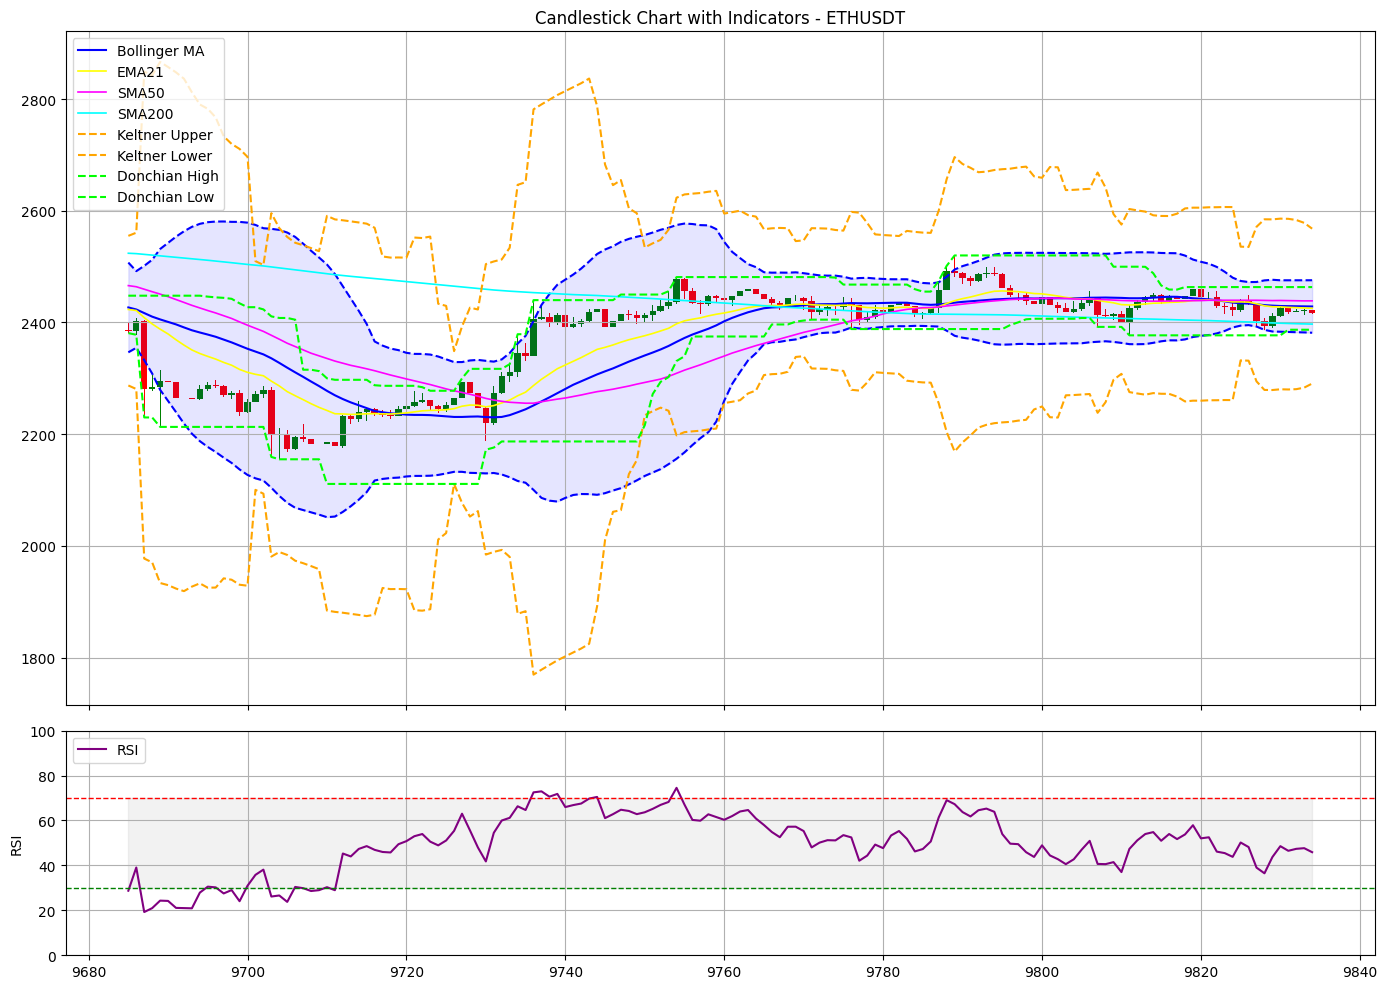 Candlestick Chart with Indicators - ETHUSDT
Bollinger MA
EMA21
SMA50
SMA200
Keltner Upper
Keltner Lower
Donchian High
Donchian Low
2800
2600
2400
2200
2000
1800
RSI
100
80
60
40
20
0
RSI
9680 9700 9720 9740 9760 9780 9800 9820 9840